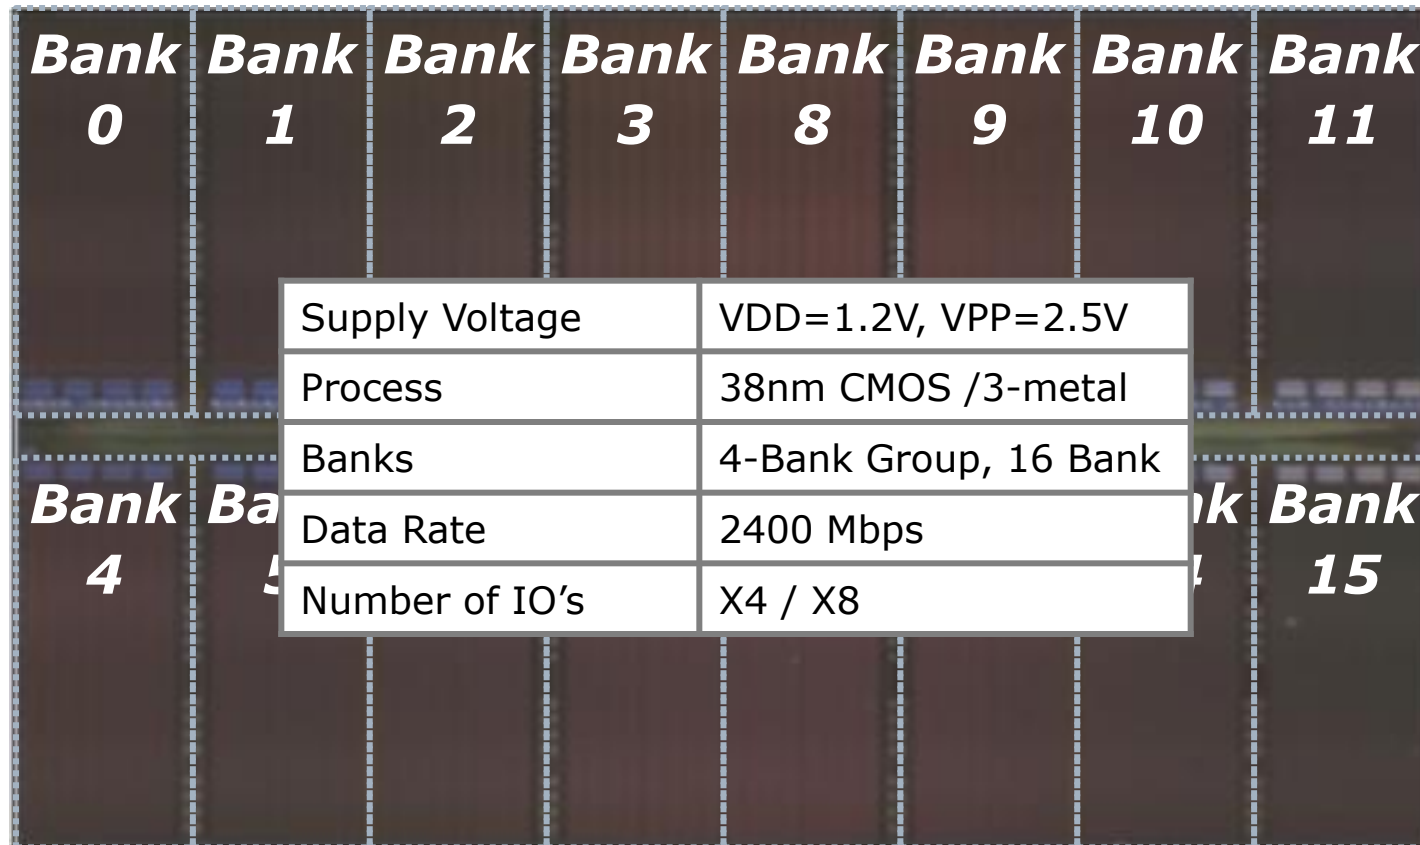 Bank Bank Bank Bank Bank Bank Bank Bank
0 1 2 3 8 9 10 11
Supply Voltage VDD=1.2V, VPP=2.5V
Process 38nm CMOS /3-metal
Banks 4-Bank Group, 16 Bank
Data Rate 2400 Mbps
Number of IO’s X4 / X8
Bank Bank
4 15